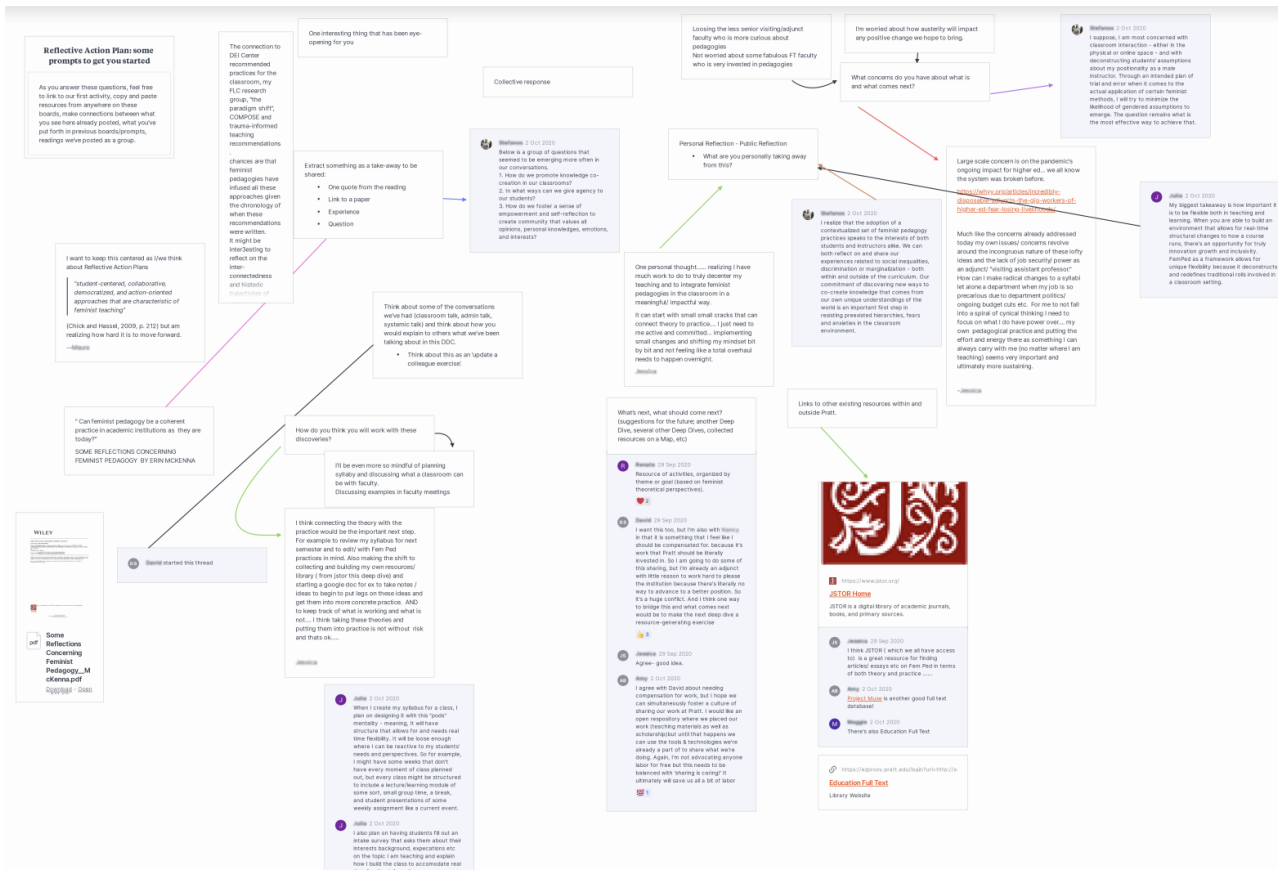 Reflective Action Plan: some
prompts to get you started
As you answer these questions, feel free
to link to our first activity, copy and paste
resources from anywhere on these
boards, make connections between what
you see here already posted, what you've
put forth in previous boards/prompts,
readings we've posted as a group.
The connection to
DEI Center
recommended
practices for the
classroom, my
FLC research
group, "the
paradigm shift",
COMPOSE and
trauma-informed
teaching
recommendations
.
chances are that
feminist
pedagogies have
infused all these
approaches given
the chronology of
when these
recommendations
were written.
It might be
inter3esting to
reflect on the
inter-
connectedness
and historic
One interesting thing that has been eye-
opening for you
Collective response
Extract something as a take-away to be
shared:
• One quote from the reading
• Link to a paper
• Experience
• Question
Stefanos 2 Oct 2020
Below is a group of questions that
seemed to be emerging more often in
our conversations.
1. How do we promote knowledge co-
creation in our classrooms?
2. In what ways can we give agency to
our students?
3. How do we foster a sense of
empowerment and self-reflection to
create community that values all
opinions, personal knowledges, emotions,
and interests?
I want to keep this centered as I/we think
about Reflective Action Plans
"student-centered, collaborative,
democratized, and action-oriented
approaches that are characteristic of
feminist teaching"
(Chick and Hassel, 2009, p. 212) but am
realizing how hard it is to move forward.
--Maura
Think about some of the conversations
we've had (classroom talk, admin talk,
systemic talk) and think about how you
would explain to others what we've been
talking about in this DDC.
• Think about this as an 'update a
colleague exercise'
" Can feminist pedagogy be a coherent
practice in academic institutions as they are
today?"
SOME REFLECTIONS CONCERNING
FEMINIST PEDAGOGY BY ERIN MCKENNA
How do you think you will work with these
discoveries?
I'll be even more so mindful of planning
syllaby and discussing what a classroom can
be with faculty.
Discussing examples in faculty meetings
I think connecting the theory with the
practice would be the important next step.
For example to review my syllabus for next
semester and to edit/ with Fem Ped
practices in mind. Also making the shift to
collecting and building my own resources/
library ( from jstor this deep dive) and
starting a google doc for ex to take notes /
ideas to begin to put legs on these ideas and
get them into more concrete practice. AND
to keep track of what is working and what is
not.... I think taking these theories and
putting them into practice is not without risk
and thats ok.....
Jessica
WILEY
pdf
Some
Reflections
Concerning
Feminist
Pedagogy__M
cKenna.pdf
Download · Open
David started this thread
Julia 2 Oct 2020
When I create my syllabus for a class, I
plan on designing it with this "pods"
mentality - meaning, it will have
structure that allows for and needs real
time flexibility. It will be loose enough
where I can be reactive to my students'
needs and perspectives. So for example,
I might have some weeks that don't
have every moment of class planned
out, but every class might be structured
to include a lecture/learning module of
some sort, small group time, a break,
and student presentations of some
weekly assignment like a current event.
Julia 2 Oct 2020
I also plan on having students fill out an
intake survey that asks them about their
interests background, expecations etc
on the topic I am teaching and explain
how I build the class to accomodate real
Loosing the less senior visiting/adjunct
faculty who is more curious about
pedagogies
Not worried about some fabulous FT faculty
who is very invested in pedagogies
I'm worried about how austerity will impact
any positive change we hope to bring.
What concerns do you have about what is
and what comes next?
Stefanos 2 Oct 2020
I suppose, I am most concerned with
classroom interaction - either in the
physical or online space - and with
deconstructing students' assumptions
about my positionality as a male
instructor. Through an intended plan of
trial and error when it comes to the
actual application of certain feminist
methods, I will try to minimize the
likelihood of gendered assumptions to
emerge. The question remains what is
the most effective way to achieve that.
Personal Reflection - Public Reflection
• What are you personally taking away
from this?
Large scale concern is on the pandemic's
ongoing impact for higher ed... we all know
the system was broken before.
https://whyy.org/articles/incredibly-
disposable-adjuncts-the-gig-workers-of-
higher-ed-fear-losing-livelihoods/
Much like the concerns already addressed
today my own issues/ concerns revolve
around the incongruous nature of these lofty
ideas and the lack of job security/ power as
an adjunct/ "visiting assistant professor"
How can I make radical changes to a syllabi
let alone a department when my job is so
precarious due to department politics/
ongoing budget cuts etc. For me to not fall
into a spiral of cynical thinking I need to
focus on what I do have power over.... my
own pedagogical practice and putting the
effort and energy there as something I can
always carry with me (no matter where I am
teaching) seems very important and
ultimately more sustaining.
-Jessica
Julia 2 Oct 2020
My biggest takeaway is how important it
is to be flexible both in teaching and
learning. When you are able to build an
environment that allows for real-time
structural changes to how a course
runs, there's an opportunity for truly
innovation growth and inclusivity.
FemPed as a framework allows for
unique flexibility because it deconstructs
and redefines traditional rolls involved in
a classroom setting.
Stefanos 2 Oct 2020
I realize that the adoption of a
contextualized set of feminist pedagogy
practices speaks to the interests of both
students and instructors alike. We can
both reflect on and share our
experiences related to social inequalities,
discrimination or marginalization - both
within and outside of the curriculum. Our
commitment of discovering new ways to
co-create knowledge that comes from
our own unique understandings of the
world is an important first step in
resisting preexisted hierarchies, fears
and anxieties in the classroom
environment.
One personal thought..... realizing I have
much work to do to truly decenter my
teaching and to integrate feminist
pedagogies in the classroom in a
meaningful/ impactful way.
It can start with small small cracks that can
connect theory to practice.... I just need to
me active and committed... implementing
small changes and shifting my mindset bit
by bit and not feeling like a total overhaul
needs to happen overnight.
Jessica
What's next, what should come next?
(suggestions for the future; another Deep
Dive, several other Deep Dives, collected
resources on a Map, etc)
R Renata 29 Sep 2020
Resource of activities, organized by
theme or goal (based on feminist
theoretical perspectives).
2
David 29 Sep 2020
I want this too, but I'm also with Nancy
in that it is something that I feel like I
should be compensated for. because it's
work that Pratt should be literally
invested in. So I am going to do some
of this sharing, but I'm already an adjunct
with little reason to work hard to please
the institution because there's literally no
way to advance to a better position. So
it's a huge conflict. And I think one way
to bridge this and what comes next
would be to make the next deep dive a
resource-generating exercise
3
Jessica 29 Sep 2020
Agree- good idea.
Amy 2 Oct 2020
I agree with David about needing
compensation for work, but I hope we
can simultaneously foster a culture of
sharing our work at Pratt. I would like an
open respository where we placed our
work (teaching materials as well as
scholarship)but until that happens we
can use the tools & technologies we're
already a part of to share what we're
doing. Again, I'm not advocating anyone
labor for free but this needs to be
balanced with 'sharing is caring'! It
ultimately will save us all a bit of labor
1
Links to other existing resources within and
outside Pratt.
https://www.jstor.org/
JSTOR Home
JSTOR is a digital library of academic journals,
books, and primary sources.
Jessica 29 Sep 2020
I think JSTOR ( which we all have access
to) is a great resource for finding
articles/ essays etc on Fem Ped in terms
of both theory and practice ......
Amy 2 Oct 2020
Project Muse is another good full text
database!
M Maggie 2 Oct 2020
There's also Education Full Text
https://ezproxy.pratt.edu/login?url=http://s
Education Full Text
Library Website